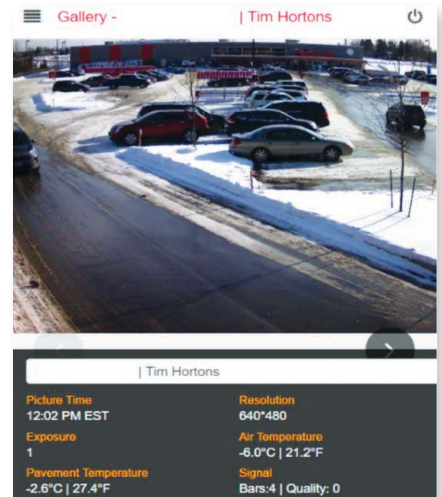 Gallery - | Tim Hortons
| Tim Hortons
Picture Time
12:02 PM EST
Resolution
640*480
Exposure
1
Air Temperature
-6.0°C | 21.2°F
Pavement Temperature
-2.6°C | 27.4°F
Signal
Bars:4 | Quality: 0